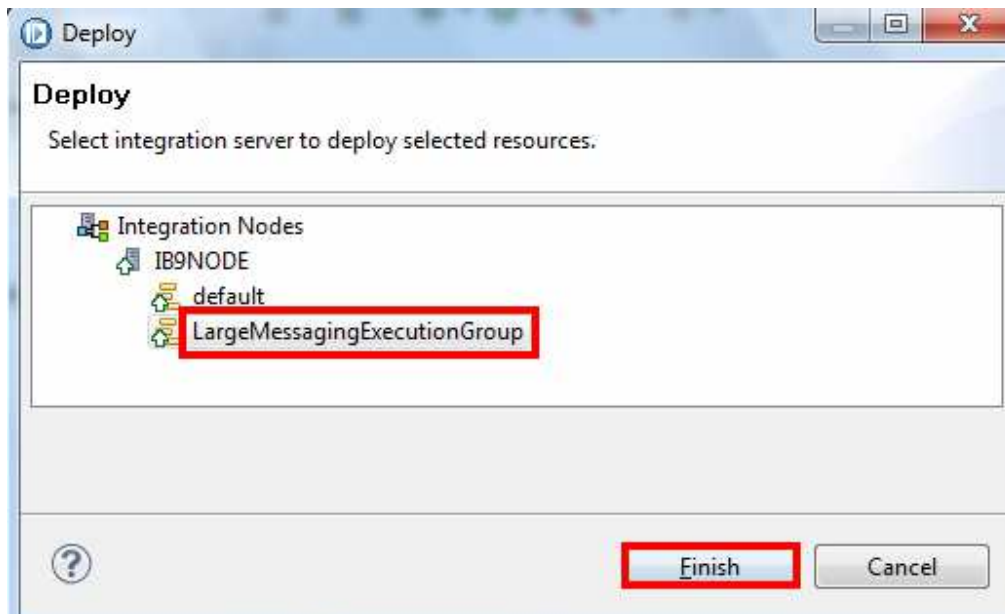 Deploy
Deploy
Select integration server to deploy selected resources.
Integration Nodes
IB9NODE
default
LargeMessagingExecutionGroup
Finish Cancel